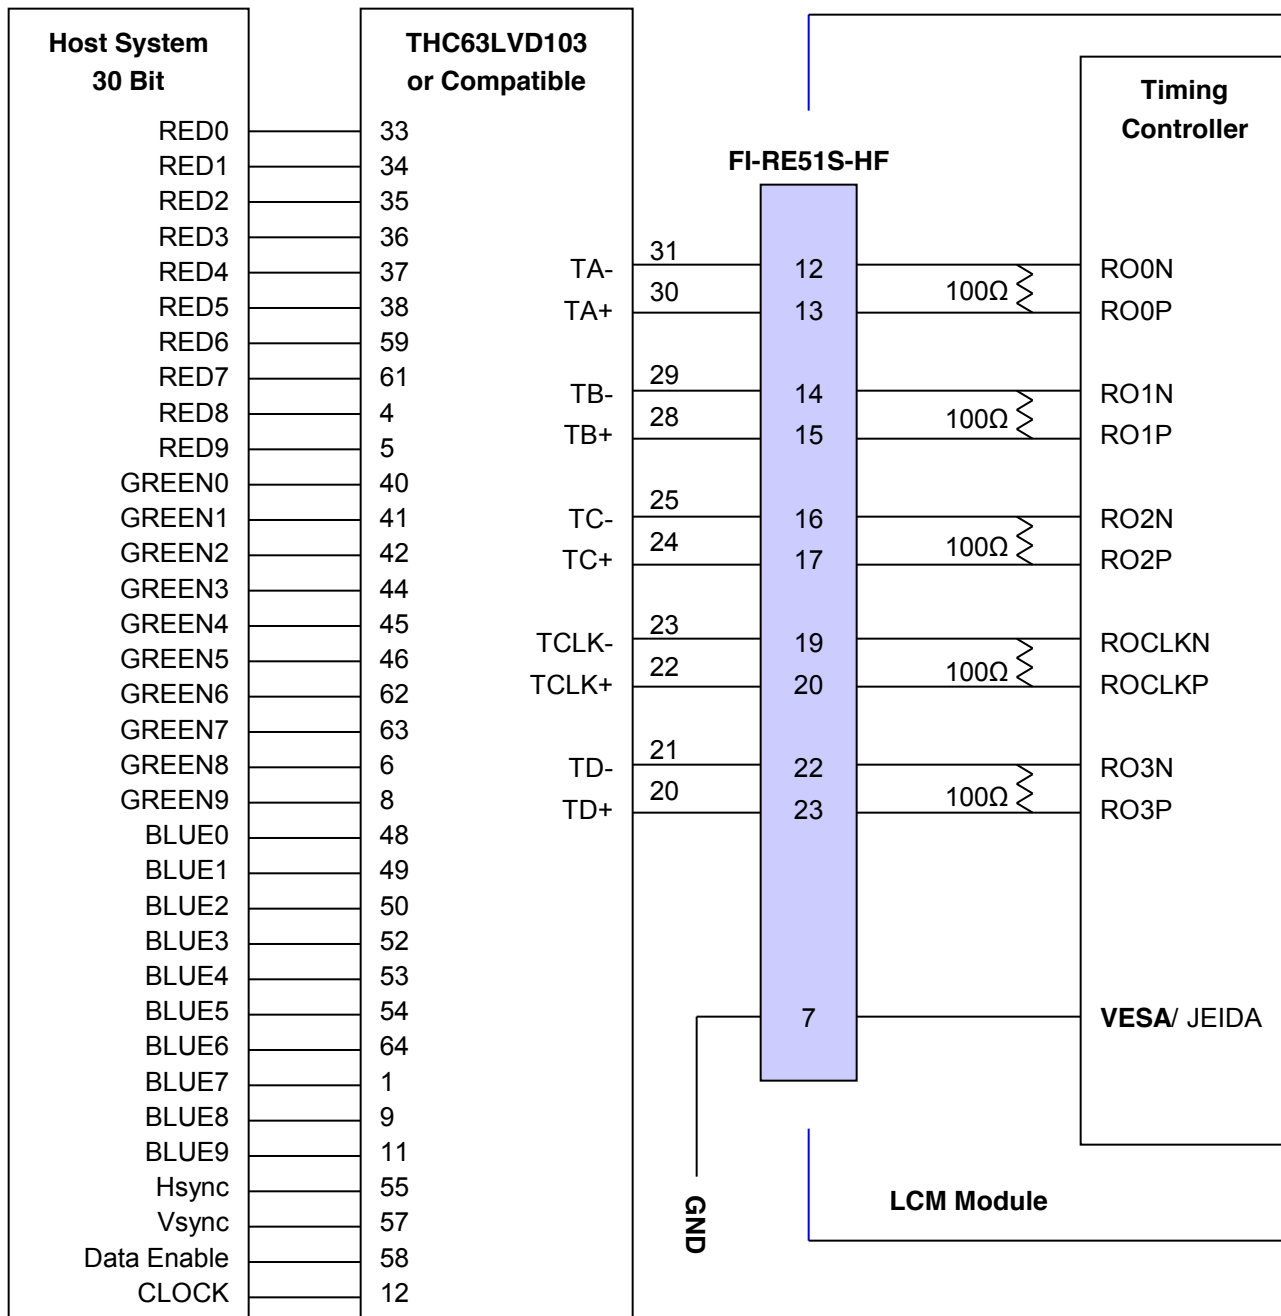 Host System
30 Bit
THC63LVD103
or Compatible
Timing
Controller
FI-RE51S-HF
RED0 33
RED1 34
RED2 35
RED3 36
RED4 37
RED5 38
RED6 59
RED7 61
RED8 4
RED9 5
GREEN0 40
GREEN1 41
GREEN2 42
GREEN3 44
GREEN4 45
GREEN5 46
GREEN6 62
GREEN7 63
GREEN8 6
GREEN9 8
BLUE0 48
BLUE1 49
BLUE2 50
BLUE3 52
BLUE4 53
BLUE5 54
BLUE6 64
BLUE7 1
BLUE8 9
BLUE9 11
Hsync 55
Vsync 57
Data Enable 58
CLOCK 12
TA- 31 12 RO0N
100Ω
TA+ 30 13 RO0P
TB- 29 14 RO1N
100Ω
TB+ 28 15 RO1P
TC- 25 16 RO2N
100Ω
TC+ 24 17 RO2P
TCLK- 23 19 ROCLKN
100Ω
TCLK+ 22 20 ROCLKP
TD- 21 22 RO3N
100Ω
TD+ 20 23 RO3P
7 VESA/ JEIDA
GND
LCM Module